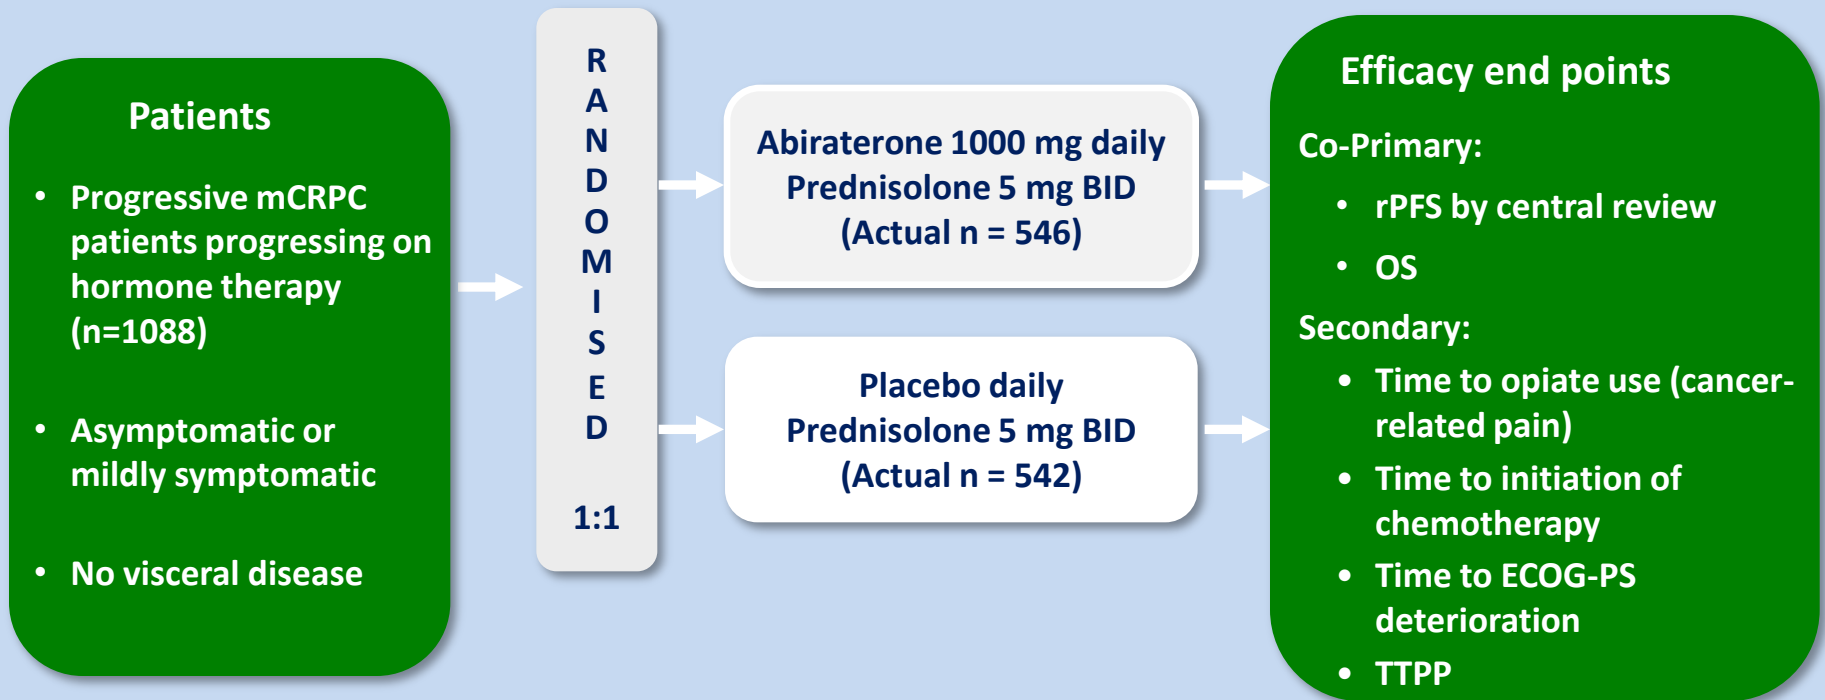 Patients
• Progressive mCRPC
patients progressing on
hormone therapy
(n=1088)
• Asymptomatic or
mildly symptomatic
• No visceral disease
R
A
N
D
O
M
I
S
E
D
1:1
Abiraterone 1000 mg daily
Prednisolone 5 mg BID
(Actual n = 546)
Placebo daily
Prednisolone 5 mg BID
(Actual n = 542)
Efficacy end points
Co-Primary:
• rPFS by central review
• OS
Secondary:
• Time to opiate use (cancer-
related pain)
• Time to initiation of
chemotherapy
• Time to ECOG-PS
deterioration
• TTPP